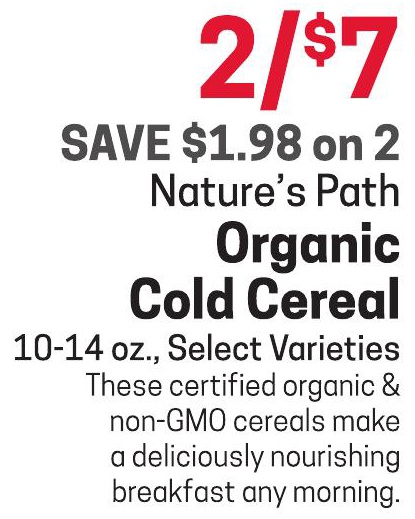 2/$7
SAVE $1.98 on 2
Nature's Path
Organic
Cold Cereal
10-14 oz., Select Varieties
These certified organic &
non-GMO cereals make
a deliciously nourishing
breakfast any morning.